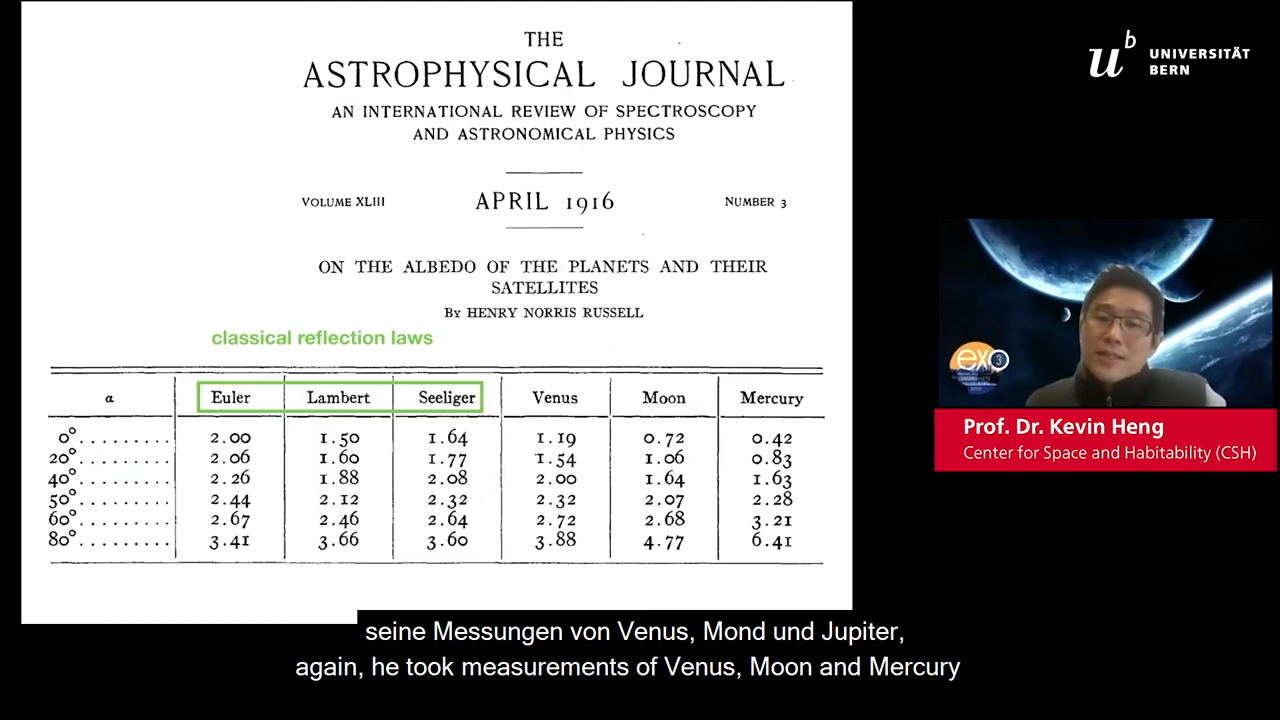 THE
ASTROPHYSICAL JOURNAL
AN INTERNATIONAL REVIEW OF SPECTROSCOPY
AND ASTRONOMICAL PHYSICS
VOLUME XLIII APRIL 1916 NUMBER 3
ON THE ALBEDO OF THE PLANETS AND THEIR
SATELLITES
By HENRY NORRIS RUSSELL
classical reflection laws
a Euler Lambert Seeliger Venus Moon Mercury
0°.......... 2.00 1.50 1.64 1.19 0.72 0.42
20°.......... 2.06 1.60 1.77 1.54 1.06 0.83
40°.......... 2.26 1.88 2.08 2.00 1.64 1.63
50°.......... 2.44 2.12 2.32 2.32 2.07 2.28
60°.......... 2.67 2.46 2.64 2.72 2.68 3.21
80°.......... 3.41 3.66 3.60 3.88 4.77 6.41
u b UNIVERSITÄT
BERN
exo 3
Prof. Dr. Kevin Heng
Center for Space and Habitability (CSH)
seine Messungen von Venus, Mond und Jupiter,
again, he took measurements of Venus, Moon and Mercury